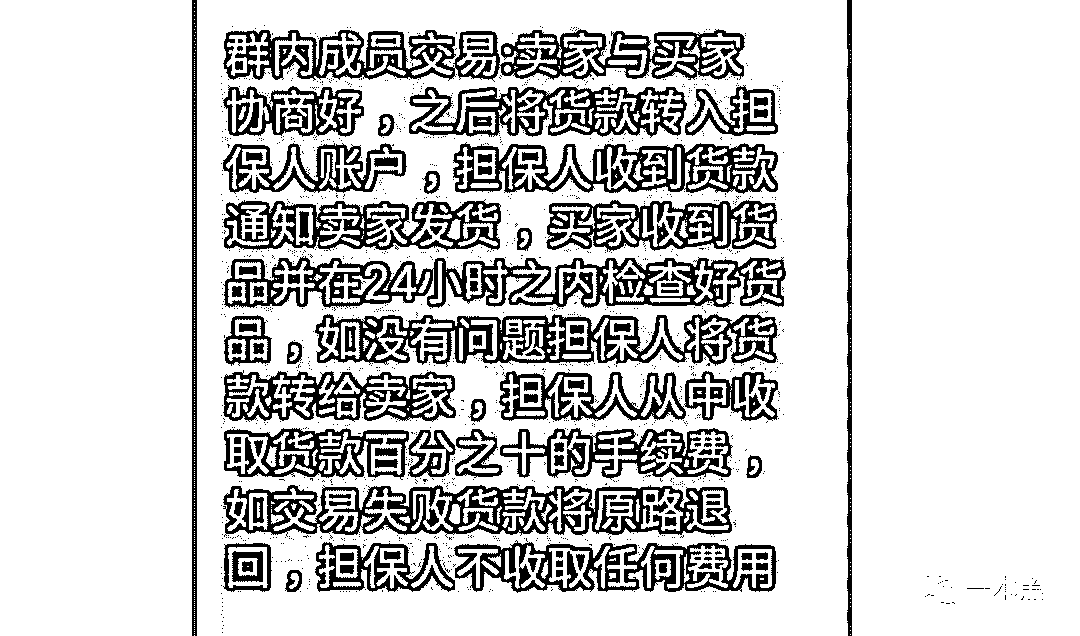 群内成员交易:卖家与买家
协商好，之后将货款转入担
保人账户，担保人收到货款
通知卖家发货，买家收到货
品并在24小时之内检查好货
品，如没有问题担保人将货
款转给卖家，担保人从中收
取货款百分之十的手续费，
如交易失败货款将原路退
回，担保人不收取任何费用